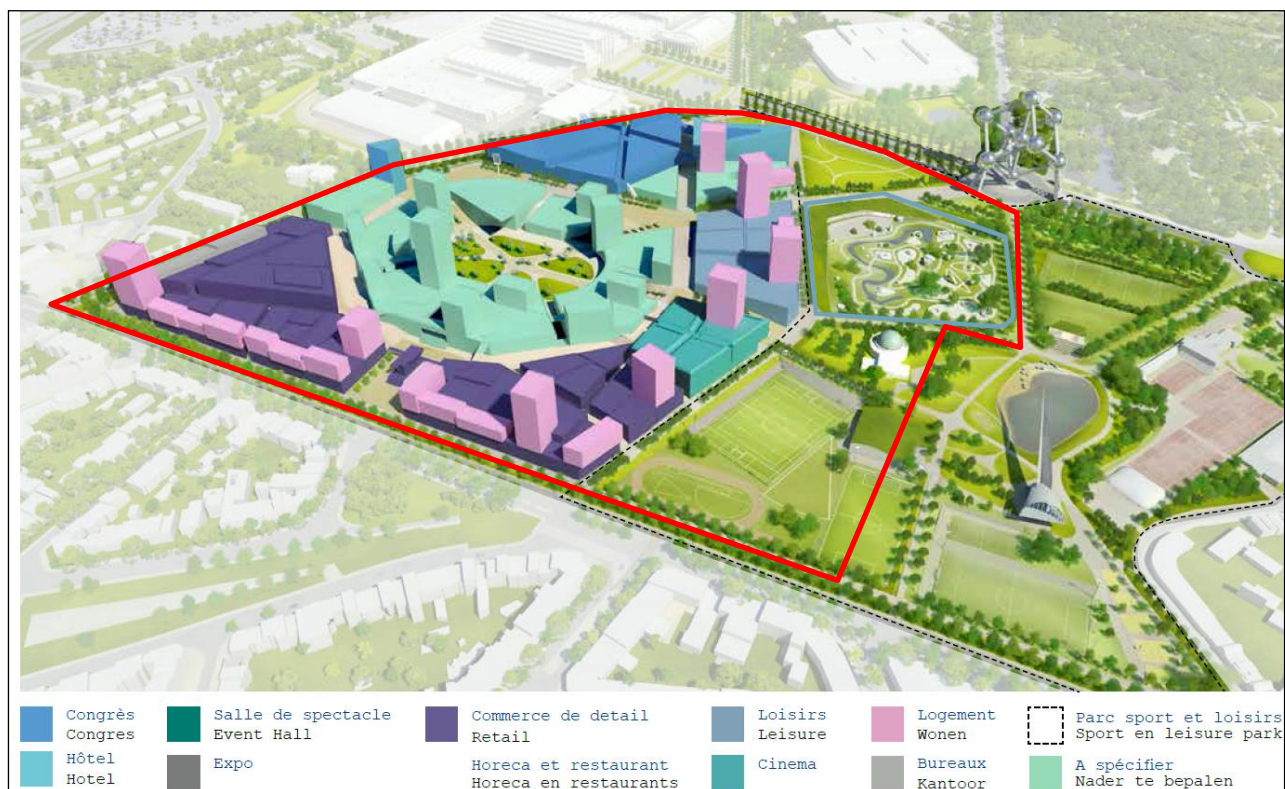 Congrès
Congres
Hôtel
Hotel
Salle de spectacle
Event Hall
Expo
Commerce de detail
Retail
Horeca et restaurant
Horeca en restaurants
Loisirs
Leisure
Cinema
Logement
Wonen
Bureaux
Kantoor
Parc sport et loisirs
Sport en leisure park
A spécifier
Nader te bepalen